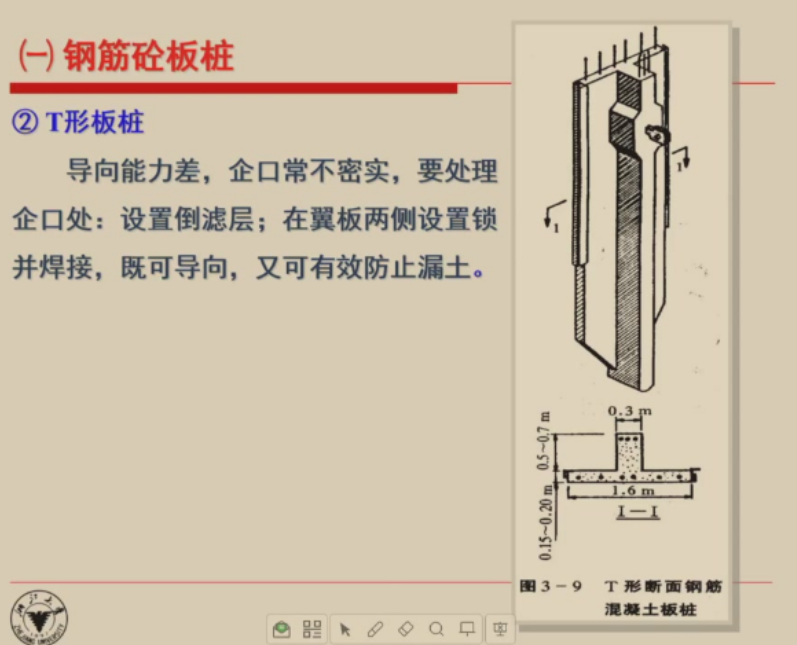 ㈠ 钢筋砼板桩
② T形板桩
导向能力差，企口常不密实，要处理
企口处：设置倒滤层；在翼板两侧设置锁
并焊接，既可导向，又可有效防止漏土。
1
1
0.3 m
0.5~0.7 m
1.6 m
0.15~0.20 m
I－I
图3－9 T形断面钢筋
混凝土板桩